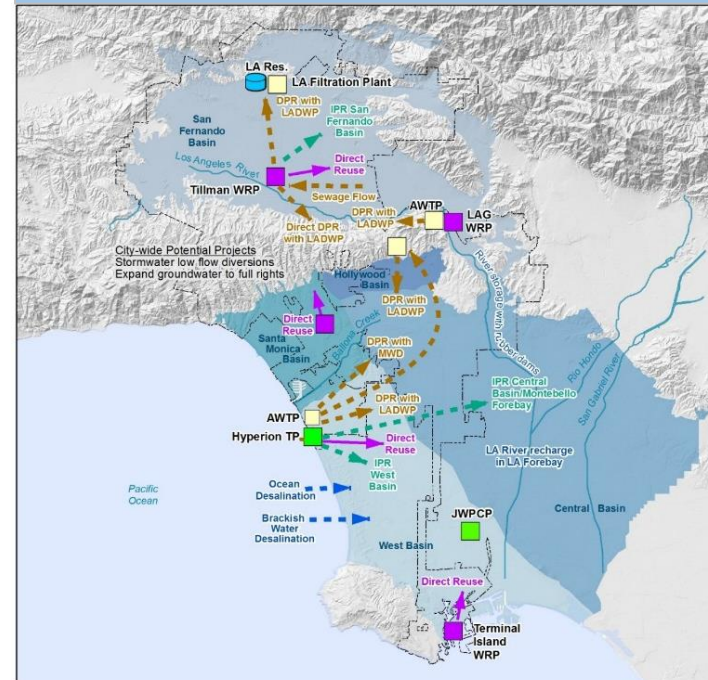 LA Res.
LA Filtration Plant
DPR with
LADWP
IPR San
Fernando
Basin
San
Fernando
Basin
Los Angeles River
Direct
Reuse
Tillman WRP
Sewage Flow
AWTP
LAG
WRP
DPR with
LADWP
Direct DPR
with LADWP
City-wide Potential Projects
Stormwater low flow diversions
Expand groundwater to full rights
Hollywood
Basin
DPR with
LADWP
River storage with rubber dams
Direct
Reuse
Santa
Monica
Basin
Ballona Creek
DPR with
MWD
Rio Hondo
San Gabriel River
IPR Central
Basin/Montebello
Forebay
DPR with
LADWP
AWTP
Hyperion TP
Direct
Reuse
IPR
West
Basin
LA River recharge
in LA Forebay
Pacific
Ocean
Ocean
Desalination
Brackish
Water
Desalination
JWPCP
Central Basin
West Basin
Direct Reuse
Terminal
Island
WRP